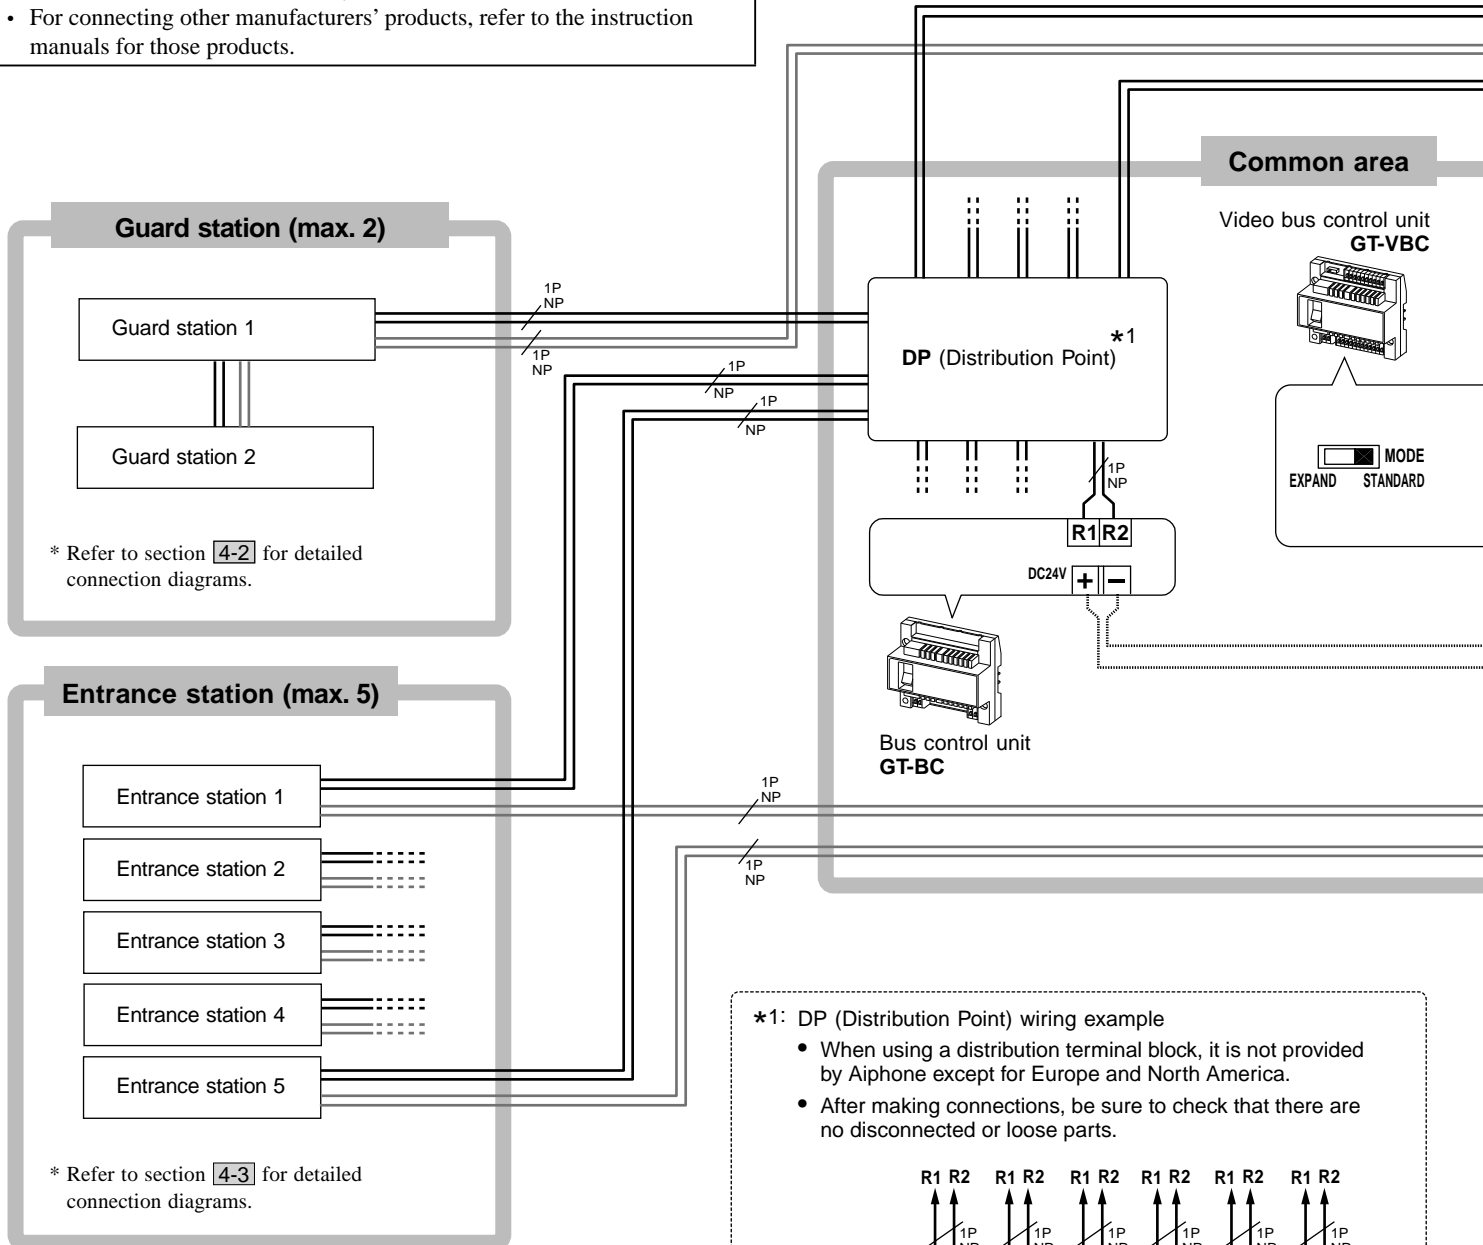 • For connecting other manufacturers' products, refer to the instruction
manuals for those products.
Common area
Guard station (max. 2)
Video bus control unit
GT-VBC
Guard station 1
1P
NP
1P
NP
DP (Distribution Point) *1
1P
NP
1P
NP
Guard station 2
MODE
EXPAND STANDARD
1P
NP
R1 R2
DC24V + −
* Refer to section 4-2 for detailed
connection diagrams.
Entrance station (max. 5)
Bus control unit
GT-BC
Entrance station 1
1P
NP
Entrance station 2
1P
NP
Entrance station 3
Entrance station 4
Entrance station 5
* Refer to section 4-3 for detailed
connection diagrams.
*1: DP (Distribution Point) wiring example
• When using a distribution terminal block, it is not provided
by Aiphone except for Europe and North America.
• After making connections, be sure to check that there are
no disconnected or loose parts.
R1 R2 R1 R2 R1 R2 R1 R2 R1 R2 R1 R2
1P 1P 1P 1P 1P 1P
NP NP NP NP NP NP